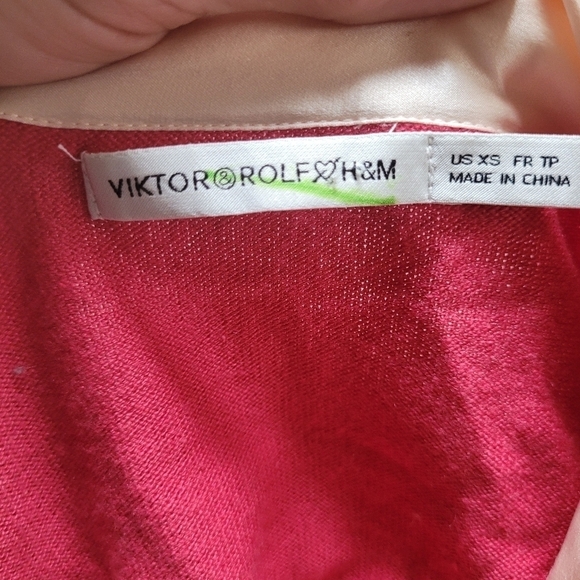 VIKTOR&ROLF♡H&M
US XS FR TP
MADE IN CHINA